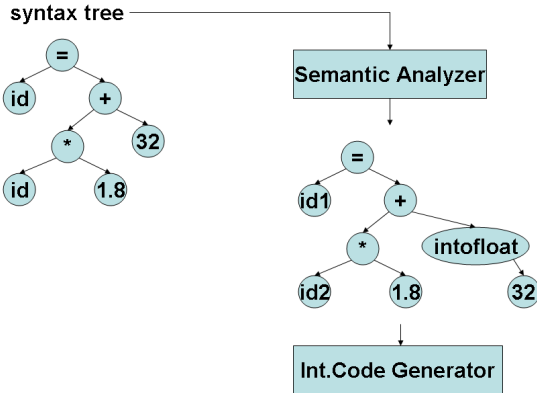 syntax tree
=
id
+
*
32
id
1.8
Semantic Analyzer
=
id1
+
*
intofloat
id2
1.8
32
Int.Code Generator